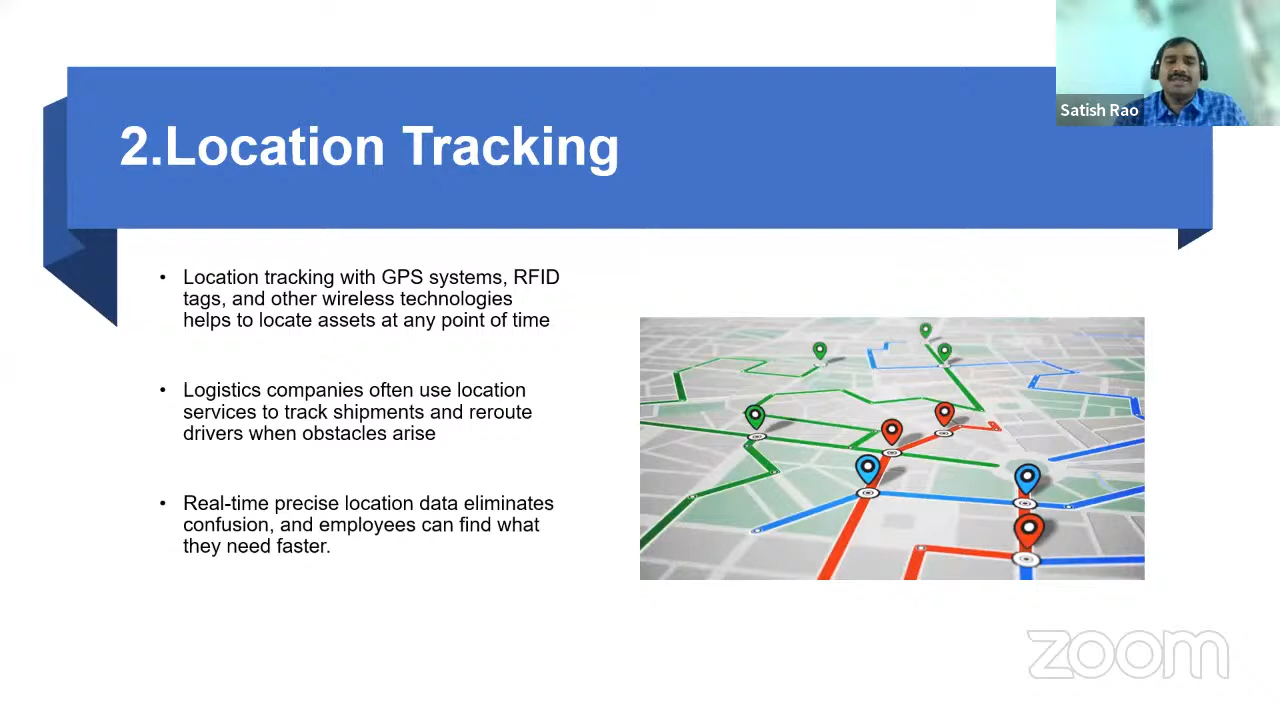 2.Location Tracking
Satish Rao
• Location tracking with GPS systems, RFID
tags, and other wireless technologies
helps to locate assets at any point of time
• Logistics companies often use location
services to track shipments and reroute
drivers when obstacles arise
• Real-time precise location data eliminates
confusion, and employees can find what
they need faster.
zoom